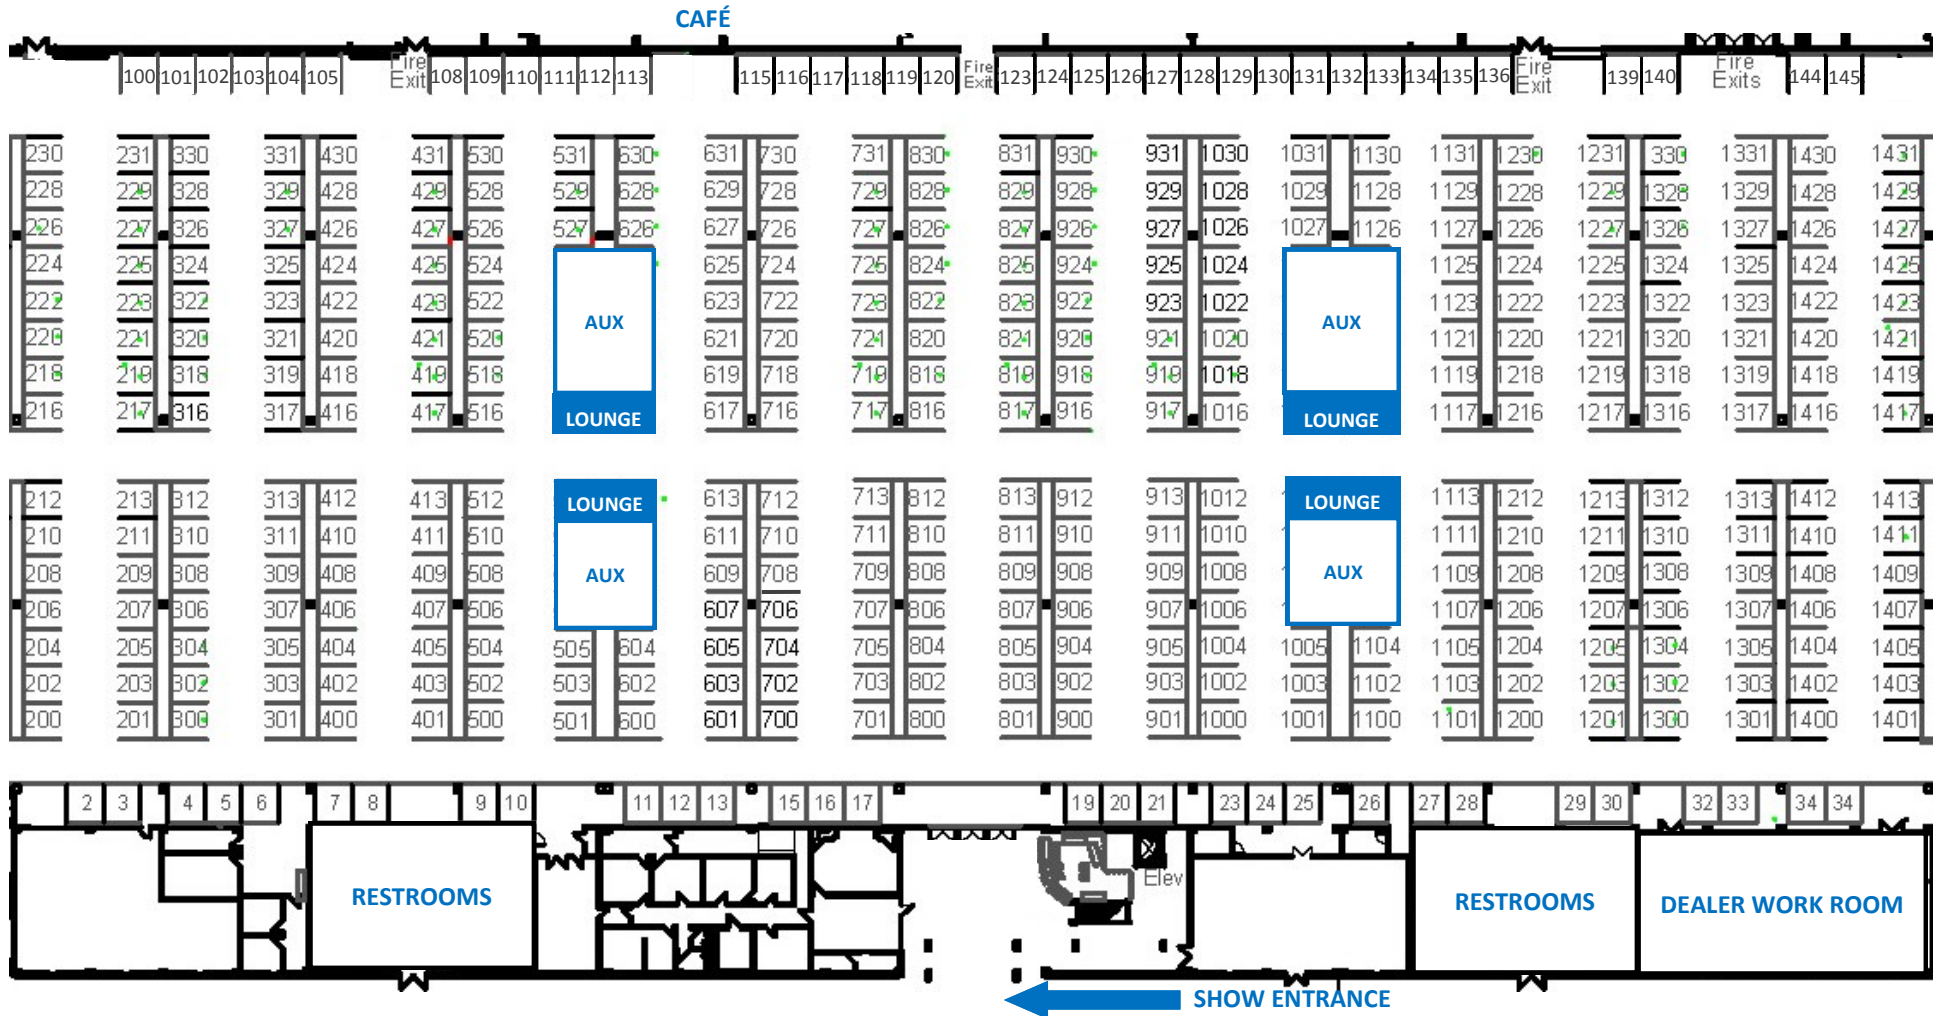 CAFÉ
Fire Exit
100 101 102 103 104 105 108 109 110 111 112 113 115 116 117 118 119 120 Fire Exit 123 124 125 126 127 128 129 130 131 132 133 134 135 136 Fire Exit 139 140 Fire Exits 144 145
230 231 330 331 430 431 530 531 630 631 730 731 830 831 930 931 1030 1031 1130 1131 1230 1231 330 1331 1430 1431
228 229 328 329 428 429 528 529 628 629 728 729 828 829 928 929 1028 1029 1128 1129 1228 1229 1328 1329 1428 1429
226 227 326 327 426 427 526 527 626 627 726 727 826 827 926 927 1026 1027 1126 1127 1226 1227 1326 1327 1426 1427
224 225 324 325 424 425 524 625 724 725 824 825 924 925 1024 1125 1224 1225 1324 1325 1424 1425
222 223 322 323 422 423 522 623 722 723 822 823 922 923 1022 1123 1222 1223 1322 1323 1422 1423
AUX AUX
220 221 320 321 420 421 520 621 720 721 820 821 920 921 1020 1121 1220 1221 1320 1321 1420 1421
218 219 318 319 418 419 518 619 718 719 818 819 918 919 1018 1119 1218 1219 1318 1319 1418 1419
216 217 316 317 416 417 516 LOUNGE 617 716 717 816 817 916 917 1016 LOUNGE 1117 1216 1217 1316 1317 1416 1417
212 213 312 313 412 413 512 LOUNGE 613 712 713 812 813 912 913 1012 LOUNGE 1113 1212 1213 1312 1313 1412 1413
210 211 310 311 410 411 510 611 710 711 810 811 910 911 1010 1111 1210 1211 1310 1311 1410 1411
208 209 308 309 408 409 508 AUX 609 708 709 808 809 908 909 1008 AUX 1109 1208 1209 1308 1309 1408 1409
206 207 306 307 406 407 506 607 706 707 806 807 906 907 1006 1107 1206 1207 1306 1307 1406 1407
204 205 304 305 404 405 504 505 604 605 704 705 804 805 904 905 1004 1005 1104 1105 1204 1205 1304 1305 1404 1405
202 203 302 303 402 403 502 503 602 603 702 703 802 803 902 903 1002 1003 1102 1103 1202 1203 1302 1303 1402 1403
200 201 300 301 400 401 500 501 600 601 700 701 800 801 900 901 1000 1001 1100 1101 1200 1201 1300 1301 1400 1401
2 3 4 5 6 7 8 9 10 11 12 13 15 16 17 19 20 21 23 24 25 26 27 28 29 30 32 33 34 34
Elev
RESTROOMS RESTROOMS DEALER WORK ROOM
SHOW ENTRANCE